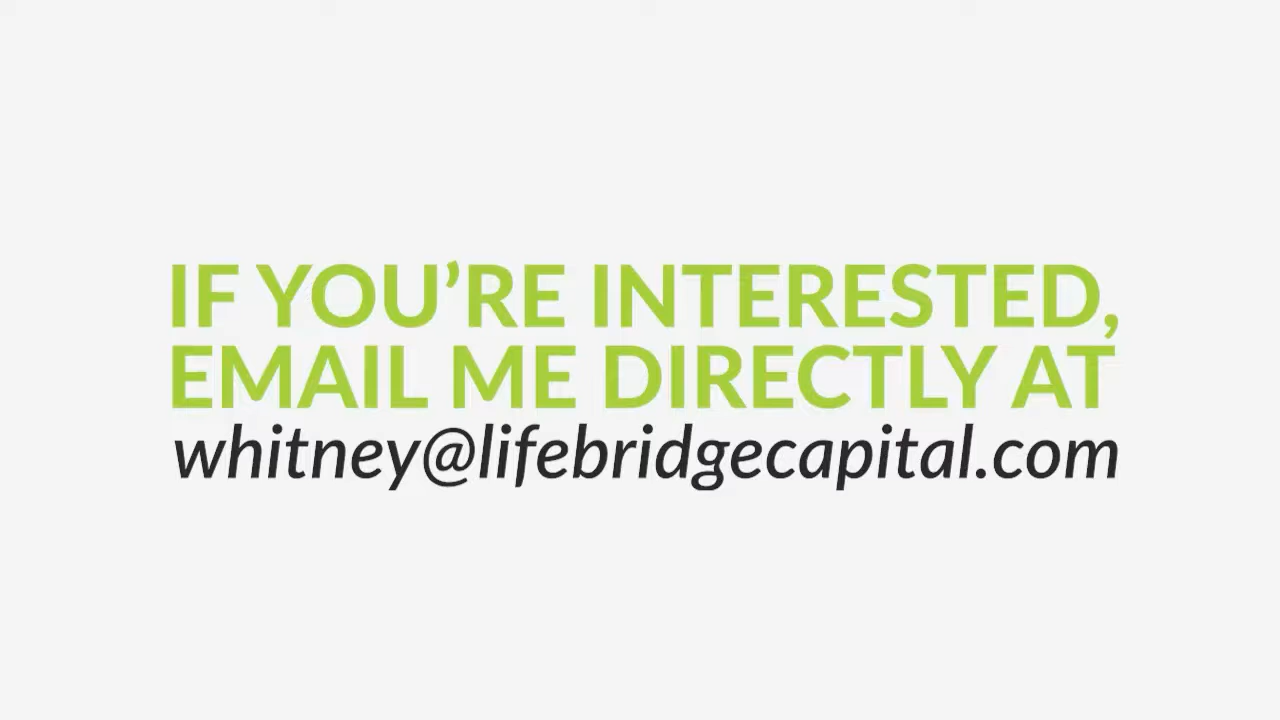 IF YOU’RE INTERESTED,
EMAIL ME DIRECTLY AT
whitney@lifebridgecapital.com